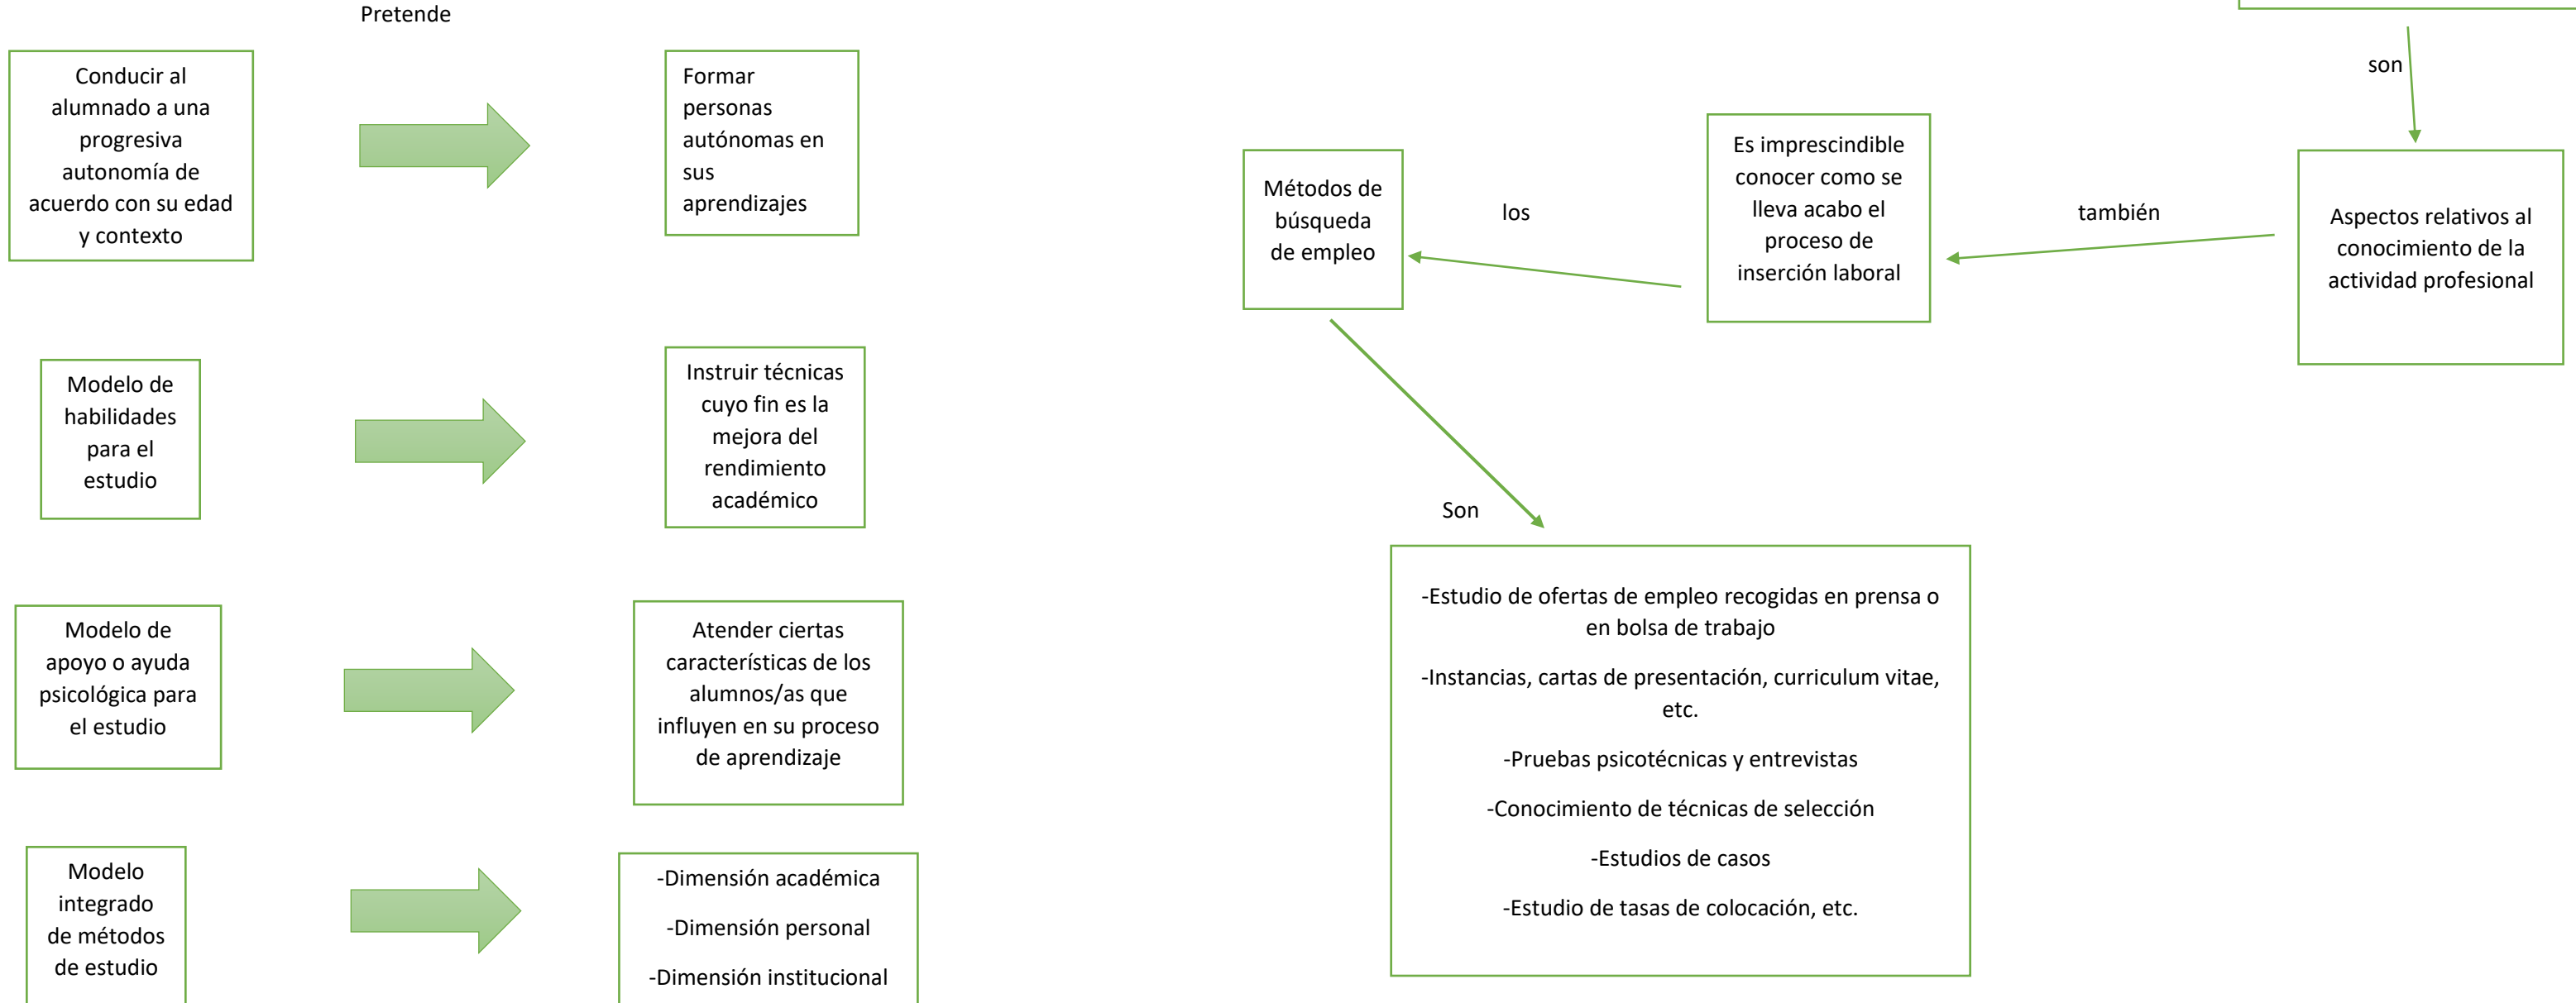 Pretende
Conducir al
alumnado a una
progresiva
autonomía de
acuerdo con su edad
y contexto
Formar
personas
autónomas en
sus
aprendizajes
Modelo de
habilidades
para el
estudio
Instruir técnicas
cuyo fin es la
mejora del
rendimiento
académico
Modelo de
apoyo o ayuda
psicológica para
el estudio
Atender ciertas
características de los
alumnos/as que
influyen en su proceso
de aprendizaje
Modelo
integrado
de métodos
de estudio
-Dimensión académica
-Dimensión personal
-Dimensión institucional
son
Aspectos relativos al
conocimiento de la
actividad profesional
también
Es imprescindible
conocer como se
lleva acabo el
proceso de
inserción laboral
los
Métodos de
búsqueda
de empleo
Son
-Estudio de ofertas de empleo recogidas en prensa o
en bolsa de trabajo
-Instancias, cartas de presentación, curriculum vitae,
etc.
-Pruebas psicotécnicas y entrevistas
-Conocimiento de técnicas de selección
-Estudios de casos
-Estudio de tasas de colocación, etc.